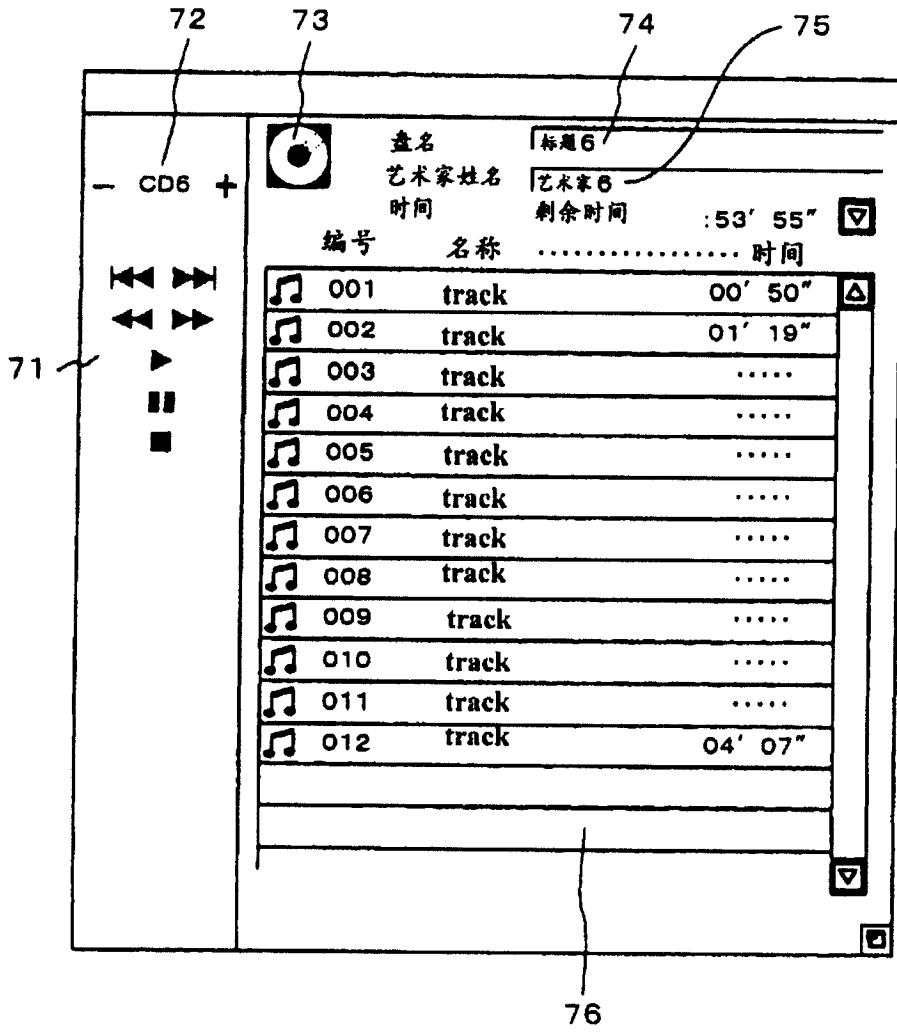 72 73 74 75
盘名 标题6
- CD6 + 艺术家姓名 艺术家6
时间 剩余时间 :53′ 55″
编号 名称 ................ 时间
001 track 00′ 50″
002 track 01′ 19″
71
003 track .....
004 track .....
005 track .....
006 track .....
007 track .....
008 track .....
009 track .....
010 track .....
011 track .....
012 track 04′ 07″
76